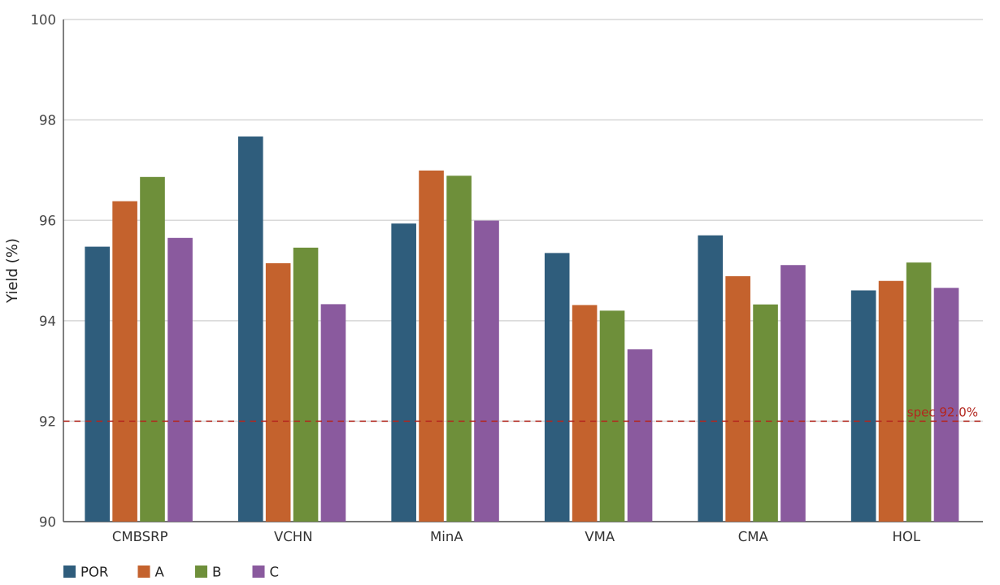 100
98
96
94
92
90
Yield (%)
spec 92.0%
CMBSRP VCHN MinA VMA CMA HOL
POR A B C